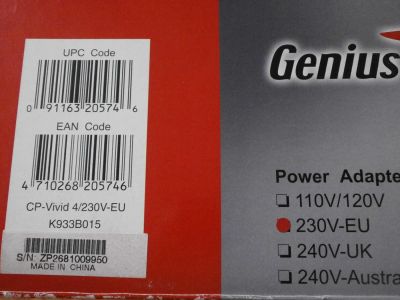 UPC Code
0 91163 20574 6
EAN Code
4 710268 205746
CP-Vivid 4/230V-EU
K933B015
S/N: ZP2681009950
MADE IN CHINA
Genius
Power Adapte
110V/120V
230V-EU
240V-UK
240V-Austra